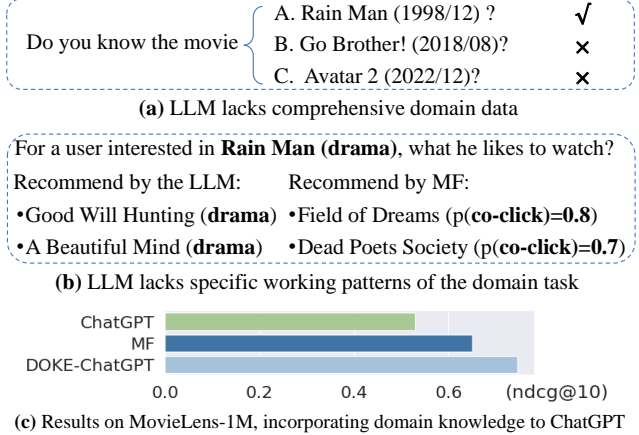 Do you know the movie
A. Rain Man (1998/12) ? √
B. Go Brother! (2018/08)? ×
C. Avatar 2 (2022/12)? ×
(a) LLM lacks comprehensive domain data
For a user interested in Rain Man (drama), what he likes to watch?
Recommend by the LLM: Recommend by MF:
•Good Will Hunting (drama) •Field of Dreams (p(co-click)=0.8)
•A Beautiful Mind (drama) •Dead Poets Society (p(co-click)=0.7)
(b) LLM lacks specific working patterns of the domain task
ChatGPT
MF
DOKE-ChatGPT
0.0 0.2 0.4 0.6 (ndcg@10)
(c) Results on MovieLens-1M, incorporating domain knowledge to ChatGPT